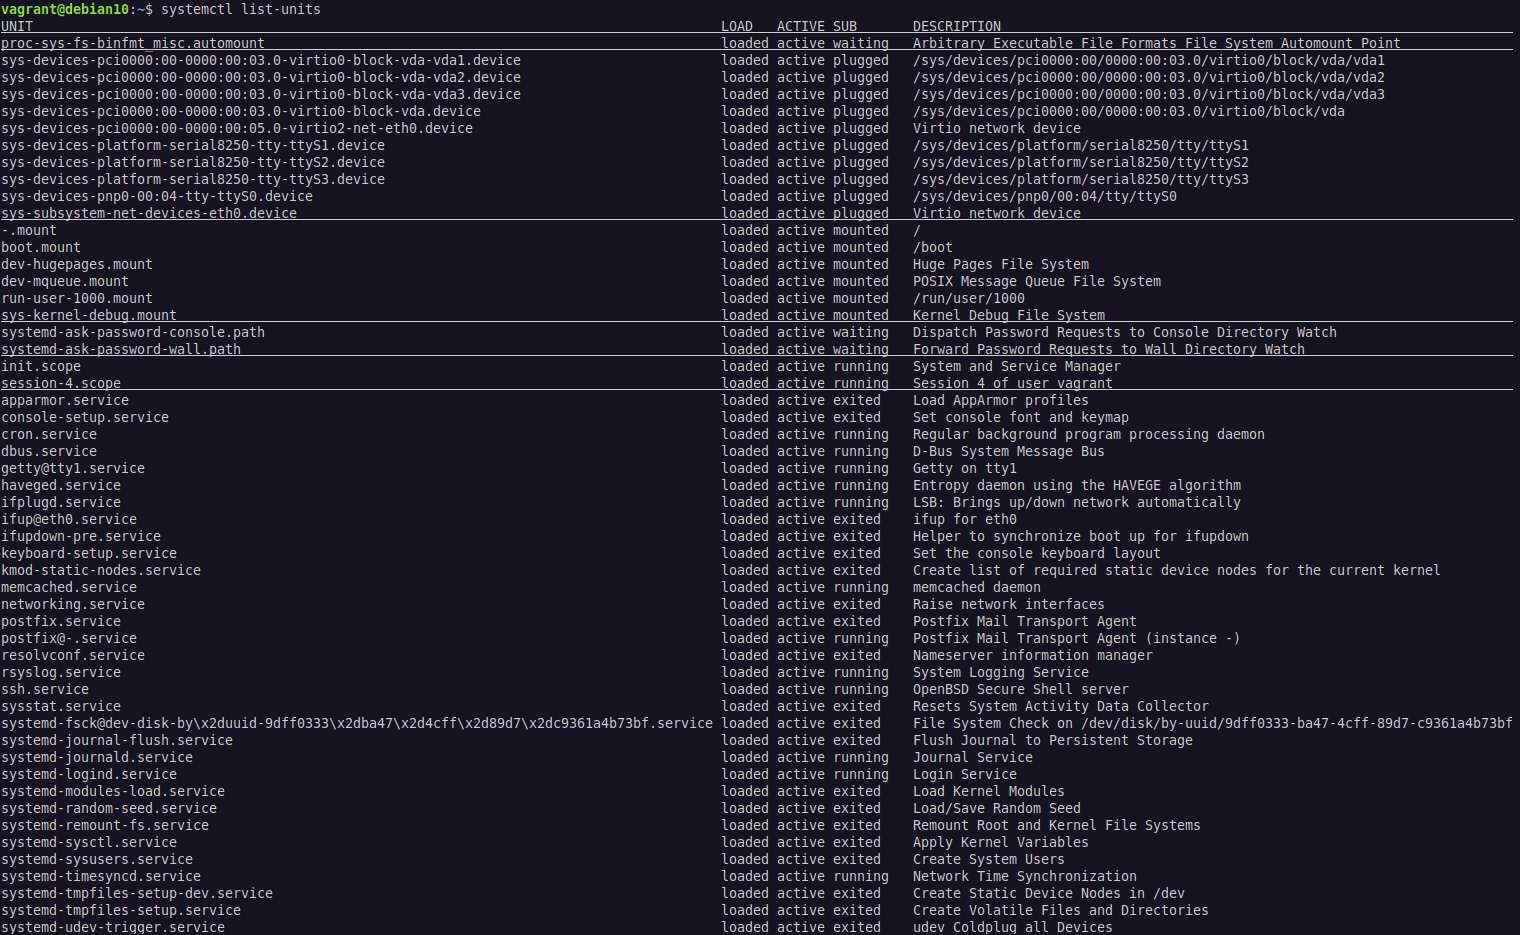 vagrant@debian10:~$ systemctl list-units
UNIT LOAD ACTIVE SUB DESCRIPTION
proc-sys-fs-binfmt_misc.automount loaded active waiting Arbitrary Executable File Formats File System Automount Point
sys-devices-pci0000:00-0000:00:03.0-virtio0-block-vda-vda1.device loaded active plugged /sys/devices/pci0000:00/0000:00:03.0/virtio0/block/vda/vda1
sys-devices-pci0000:00-0000:00:03.0-virtio0-block-vda-vda2.device loaded active plugged /sys/devices/pci0000:00/0000:00:03.0/virtio0/block/vda/vda2
sys-devices-pci0000:00-0000:00:03.0-virtio0-block-vda-vda3.device loaded active plugged /sys/devices/pci0000:00/0000:00:03.0/virtio0/block/vda/vda3
sys-devices-pci0000:00-0000:00:03.0-virtio0-block-vda.device loaded active plugged /sys/devices/pci0000:00/0000:00:03.0/virtio0/block/vda
sys-devices-pci0000:00-0000:00:05.0-virtio2-net-eth0.device loaded active plugged Virtio network device
sys-devices-platform-serial8250-tty-ttyS1.device loaded active plugged /sys/devices/platform/serial8250/tty/ttyS1
sys-devices-platform-serial8250-tty-ttyS2.device loaded active plugged /sys/devices/platform/serial8250/tty/ttyS2
sys-devices-platform-serial8250-tty-ttyS3.device loaded active plugged /sys/devices/platform/serial8250/tty/ttyS3
sys-devices-pnp0-00:04-tty-ttyS0.device loaded active plugged /sys/devices/pnp0/00:04/tty/ttyS0
sys-subsystem-net-devices-eth0.device loaded active plugged Virtio network device
-.mount loaded active mounted /
boot.mount loaded active mounted /boot
dev-hugepages.mount loaded active mounted Huge Pages File System
dev-mqueue.mount loaded active mounted POSIX Message Queue File System
run-user-1000.mount loaded active mounted /run/user/1000
sys-kernel-debug.mount loaded active mounted Kernel Debug File System
systemd-ask-password-console.path loaded active waiting Dispatch Password Requests to Console Directory Watch
systemd-ask-password-wall.path loaded active waiting Forward Password Requests to Wall Directory Watch
init.scope loaded active running System and Service Manager
session-4.scope loaded active running Session 4 of user vagrant
apparmor.service loaded active exited Load AppArmor profiles
console-setup.service loaded active exited Set console font and keymap
cron.service loaded active running Regular background program processing daemon
dbus.service loaded active running D-Bus System Message Bus
getty@tty1.service loaded active running Getty on tty1
haveged.service loaded active running Entropy daemon using the HAVEGE algorithm
ifplugd.service loaded active running LSB: Brings up/down network automatically
ifup@eth0.service loaded active exited ifup for eth0
ifupdown-pre.service loaded active exited Helper to synchronize boot up for ifupdown
keyboard-setup.service loaded active exited Set the console keyboard layout
kmod-static-nodes.service loaded active exited Create list of required static device nodes for the current kernel
memcached.service loaded active running memcached daemon
networking.service loaded active exited Raise network interfaces
postfix.service loaded active exited Postfix Mail Transport Agent
postfix@-.service loaded active running Postfix Mail Transport Agent (instance -)
resolvconf.service loaded active exited Nameserver information manager
rsyslog.service loaded active running System Logging Service
ssh.service loaded active running OpenBSD Secure Shell server
sysstat.service loaded active exited Resets System Activity Data Collector
systemd-fsck@dev-disk-by\x2duuid-9dff0333\x2dba47\x2d4cff\x2d89d7\x2dc9361a4b73bf.service loaded active exited File System Check on /dev/disk/by-uuid/9dff0333-ba47-4cff-89d7-c9361a4b73bf
systemd-journal-flush.service loaded active exited Flush Journal to Persistent Storage
systemd-journald.service loaded active running Journal Service
systemd-logind.service loaded active running Login Service
systemd-modules-load.service loaded active exited Load Kernel Modules
systemd-random-seed.service loaded active exited Load/Save Random Seed
systemd-remount-fs.service loaded active exited Remount Root and Kernel File Systems
systemd-sysctl.service loaded active exited Apply Kernel Variables
systemd-sysusers.service loaded active exited Create System Users
systemd-timesyncd.service loaded active running Network Time Synchronization
systemd-tmpfiles-setup-dev.service loaded active exited Create Static Device Nodes in /dev
systemd-tmpfiles-setup.service loaded active exited Create Volatile Files and Directories
systemd-udev-trigger.service loaded active exited udev Coldplug all Devices